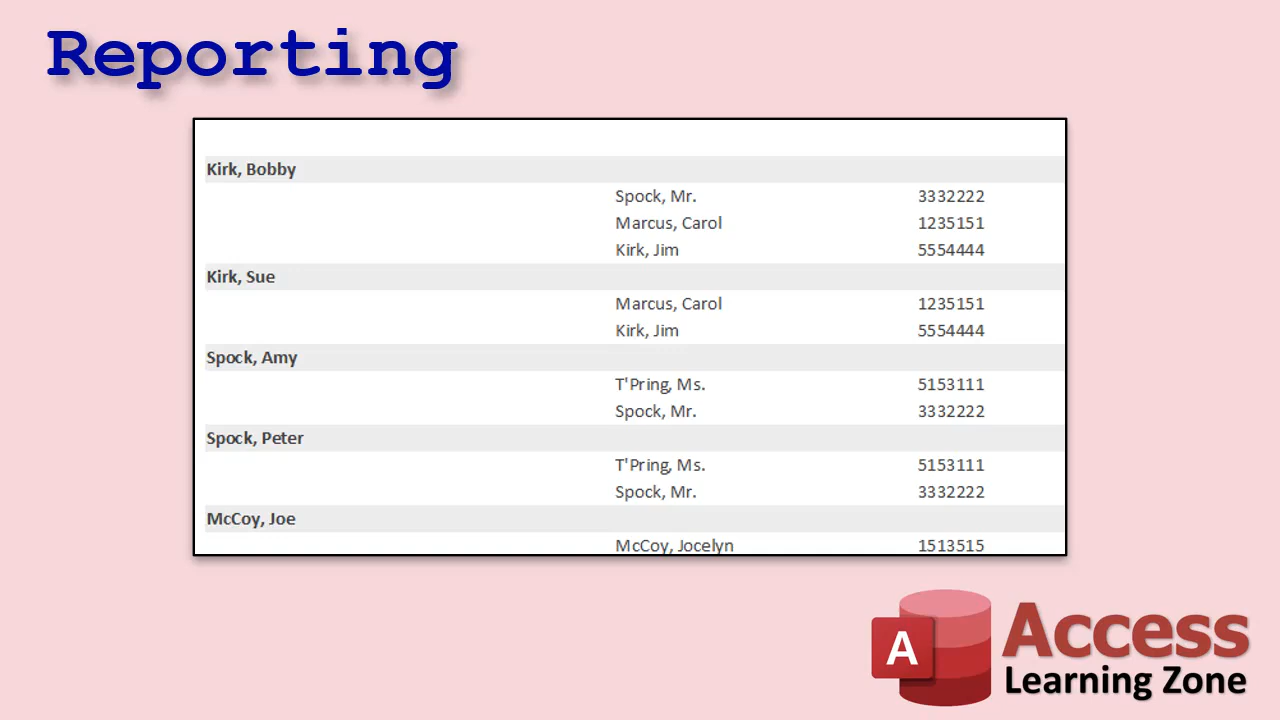 Reporting
Kirk, Bobby
Spock, Mr. 3332222
Marcus, Carol 1235151
Kirk, Jim 5554444
Kirk, Sue
Marcus, Carol 1235151
Kirk, Jim 5554444
Spock, Amy
T'Pring, Ms. 5153111
Spock, Mr. 3332222
Spock, Peter
T'Pring, Ms. 5153111
Spock, Mr. 3332222
McCoy, Joe
McCoy, Jocelyn 1513515
A Access
Learning Zone